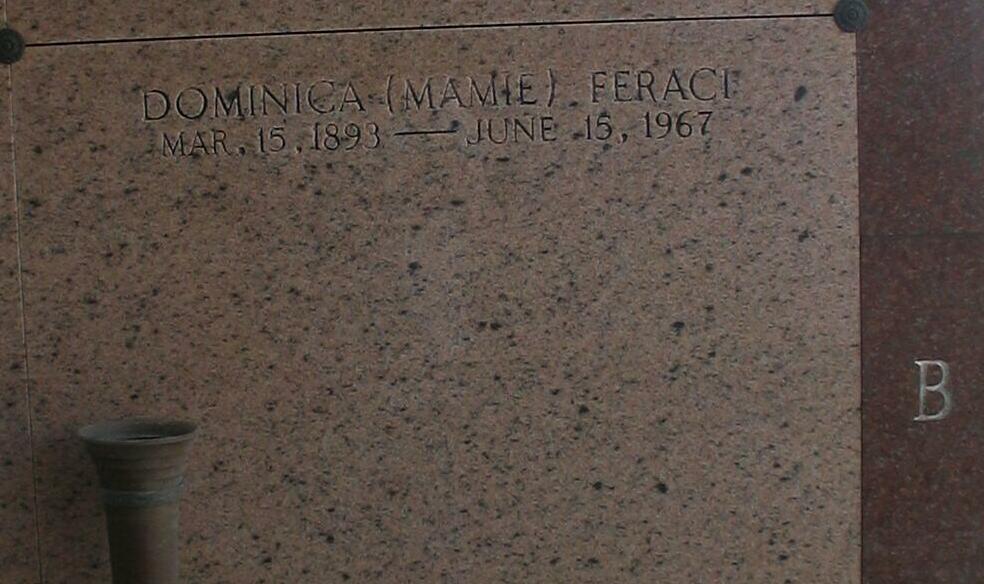 DOMINICA (MAMIE) FERACI
MAR. 15, 1893 — JUNE 15, 1967
B